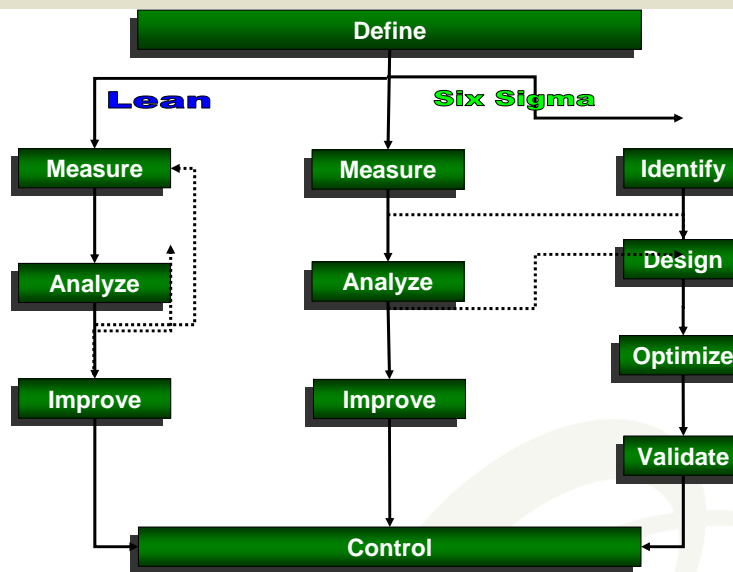 Define
Lean
Six Sigma
Measure
Measure
Identify
Analyze
Analyze
Design
Optimize
Improve
Improve
Validate
Control